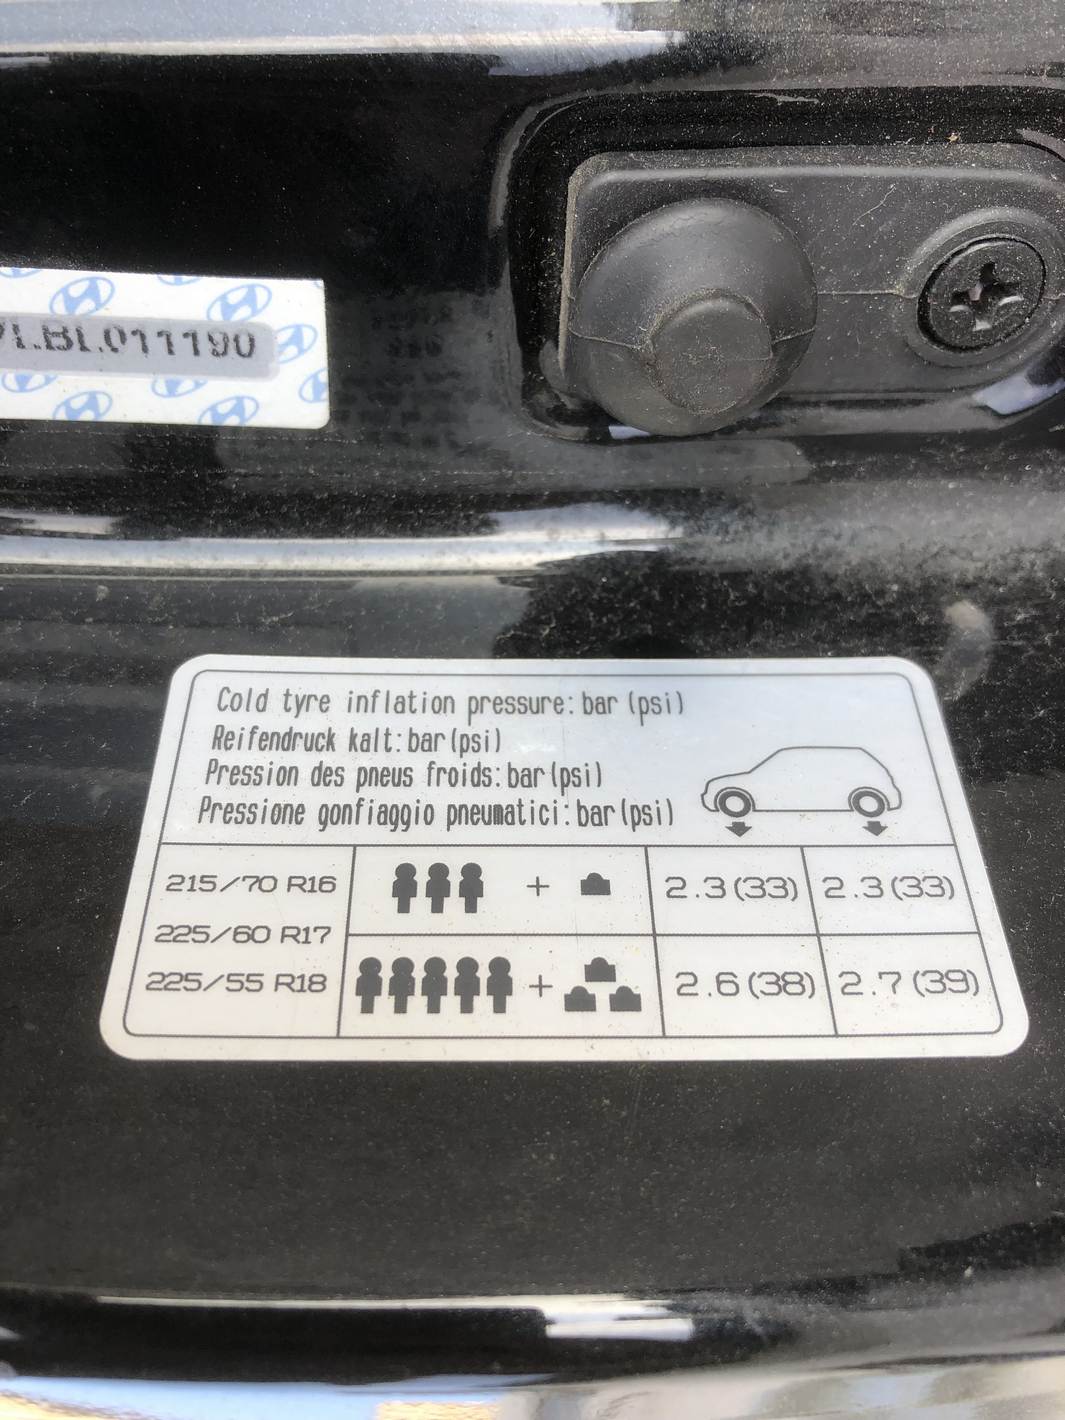 LBL011190
Cold tyre inflation pressure: bar (psi)
Reifendruck kalt: bar (psi)
Pression des pneus froids: bar (psi)
Pressione gonfiaggio pneumatici: bar (psi)
215/70 R16
225/60 R17
225/55 R18
+ 2.3 (33) 2.3 (33)
+ 2.6 (38) 2.7 (39)